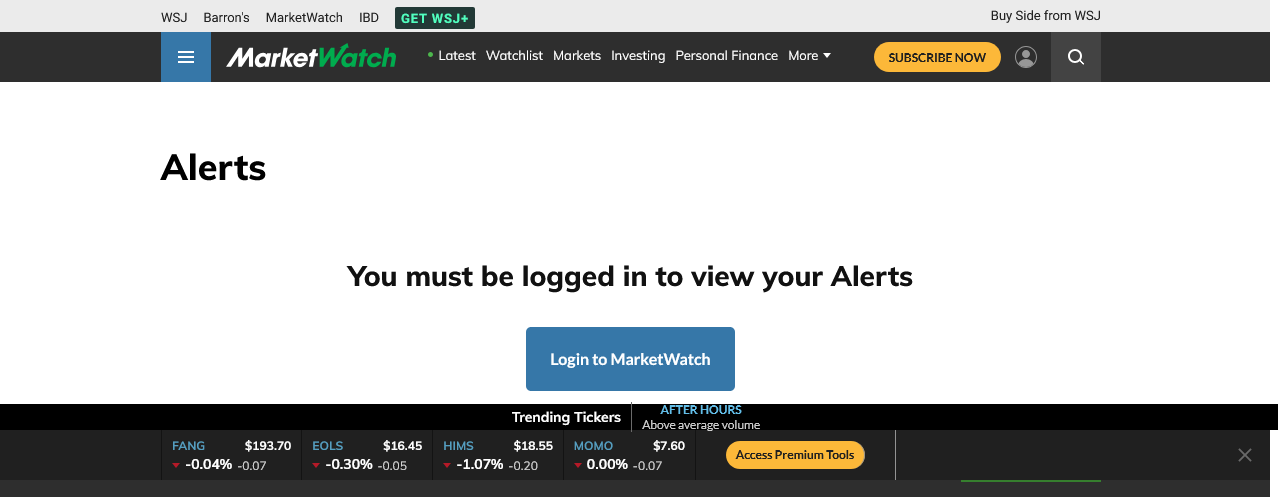 WSJ Barron's MarketWatch IBD GET WSJ+ Buy Side from WSJ
MarketWatch Latest Watchlist Markets Investing Personal Finance More SUBSCRIBE NOW
Alerts
You must be logged in to view your Alerts
Login to MarketWatch
Trending Tickers
AFTER HOURS
Above average volume
FANG $193.70
-0.04% -0.07
EOLS $16.45
-0.30% -0.05
HIMS $18.55
-1.07% -0.20
MOMO $7.60
0.00% -0.07
Access Premium Tools